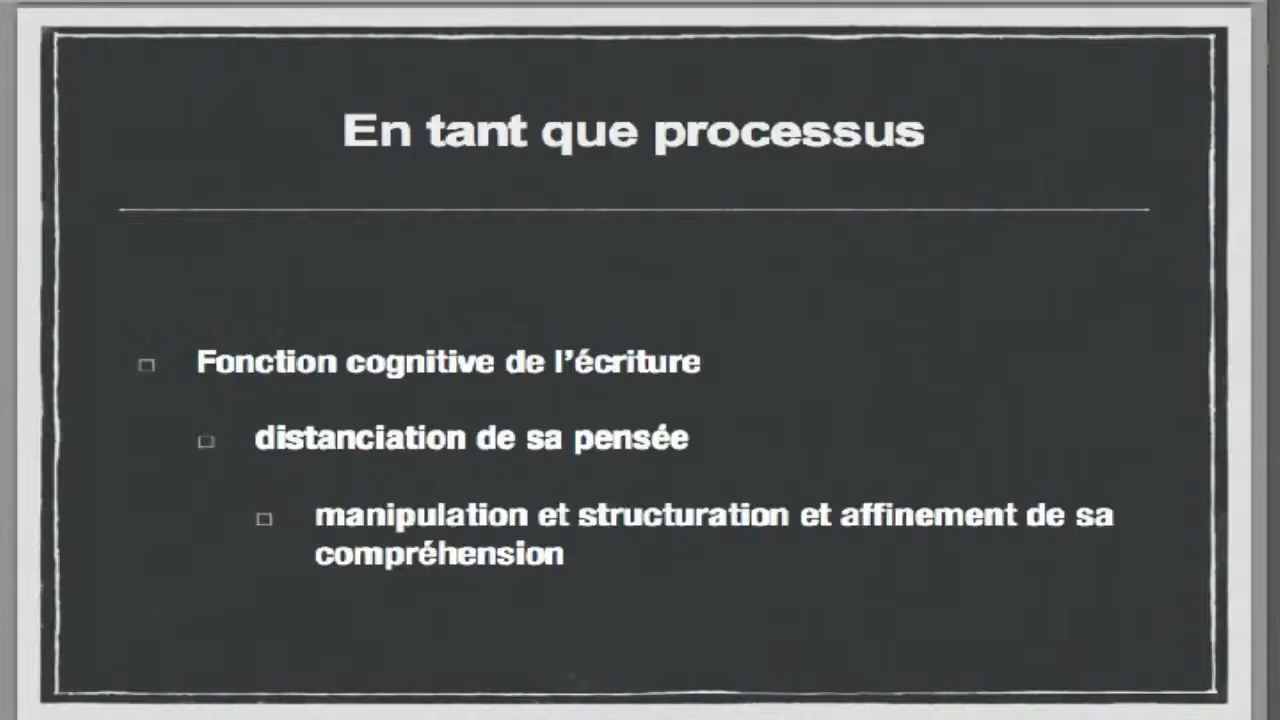 En tant que processus
Fonction cognitive de l’écriture
distanciation de sa pensée
manipulation et structuration et affinement de sa
compréhension